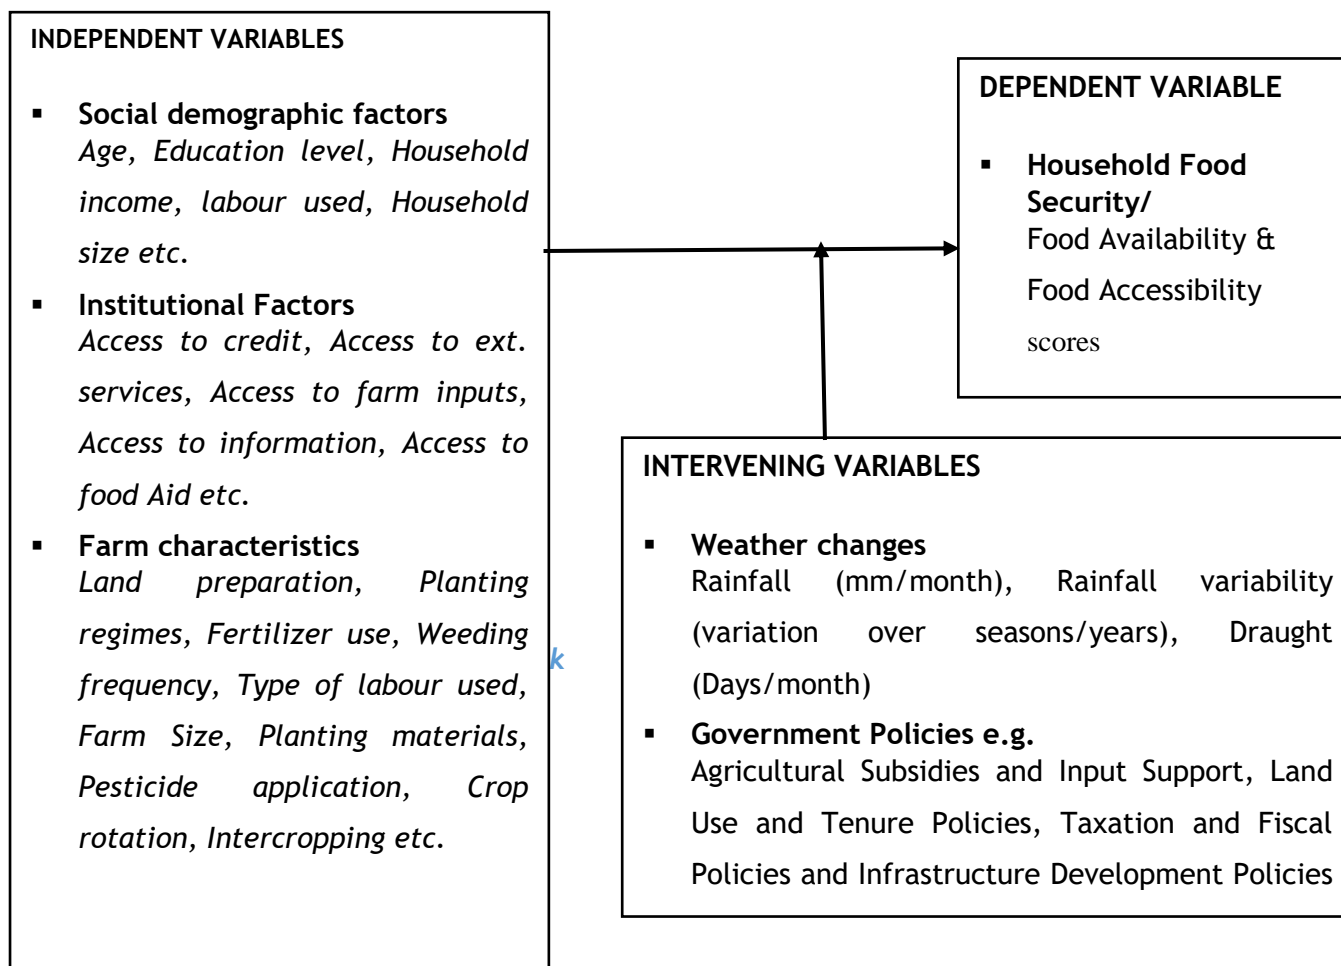 INDEPENDENT VARIABLES
▪ Social demographic factors
Age, Education level, Household
income, labour used, Household
size etc.
▪ Institutional Factors
Access to credit, Access to ext.
services, Access to farm inputs,
Access to information, Access to
food Aid etc.
▪ Farm characteristics
Land preparation, Planting
regimes, Fertilizer use, Weeding
frequency, Type of labour used,
Farm Size, Planting materials,
Pesticide application, Crop
rotation, Intercropping etc.
k
DEPENDENT VARIABLE
▪ Household Food
Security/
Food Availability &
Food Accessibility
scores
INTERVENING VARIABLES
▪ Weather changes
Rainfall (mm/month), Rainfall variability
(variation over seasons/years), Draught
(Days/month)
▪ Government Policies e.g.
Agricultural Subsidies and Input Support, Land
Use and Tenure Policies, Taxation and Fiscal
Policies and Infrastructure Development Policies